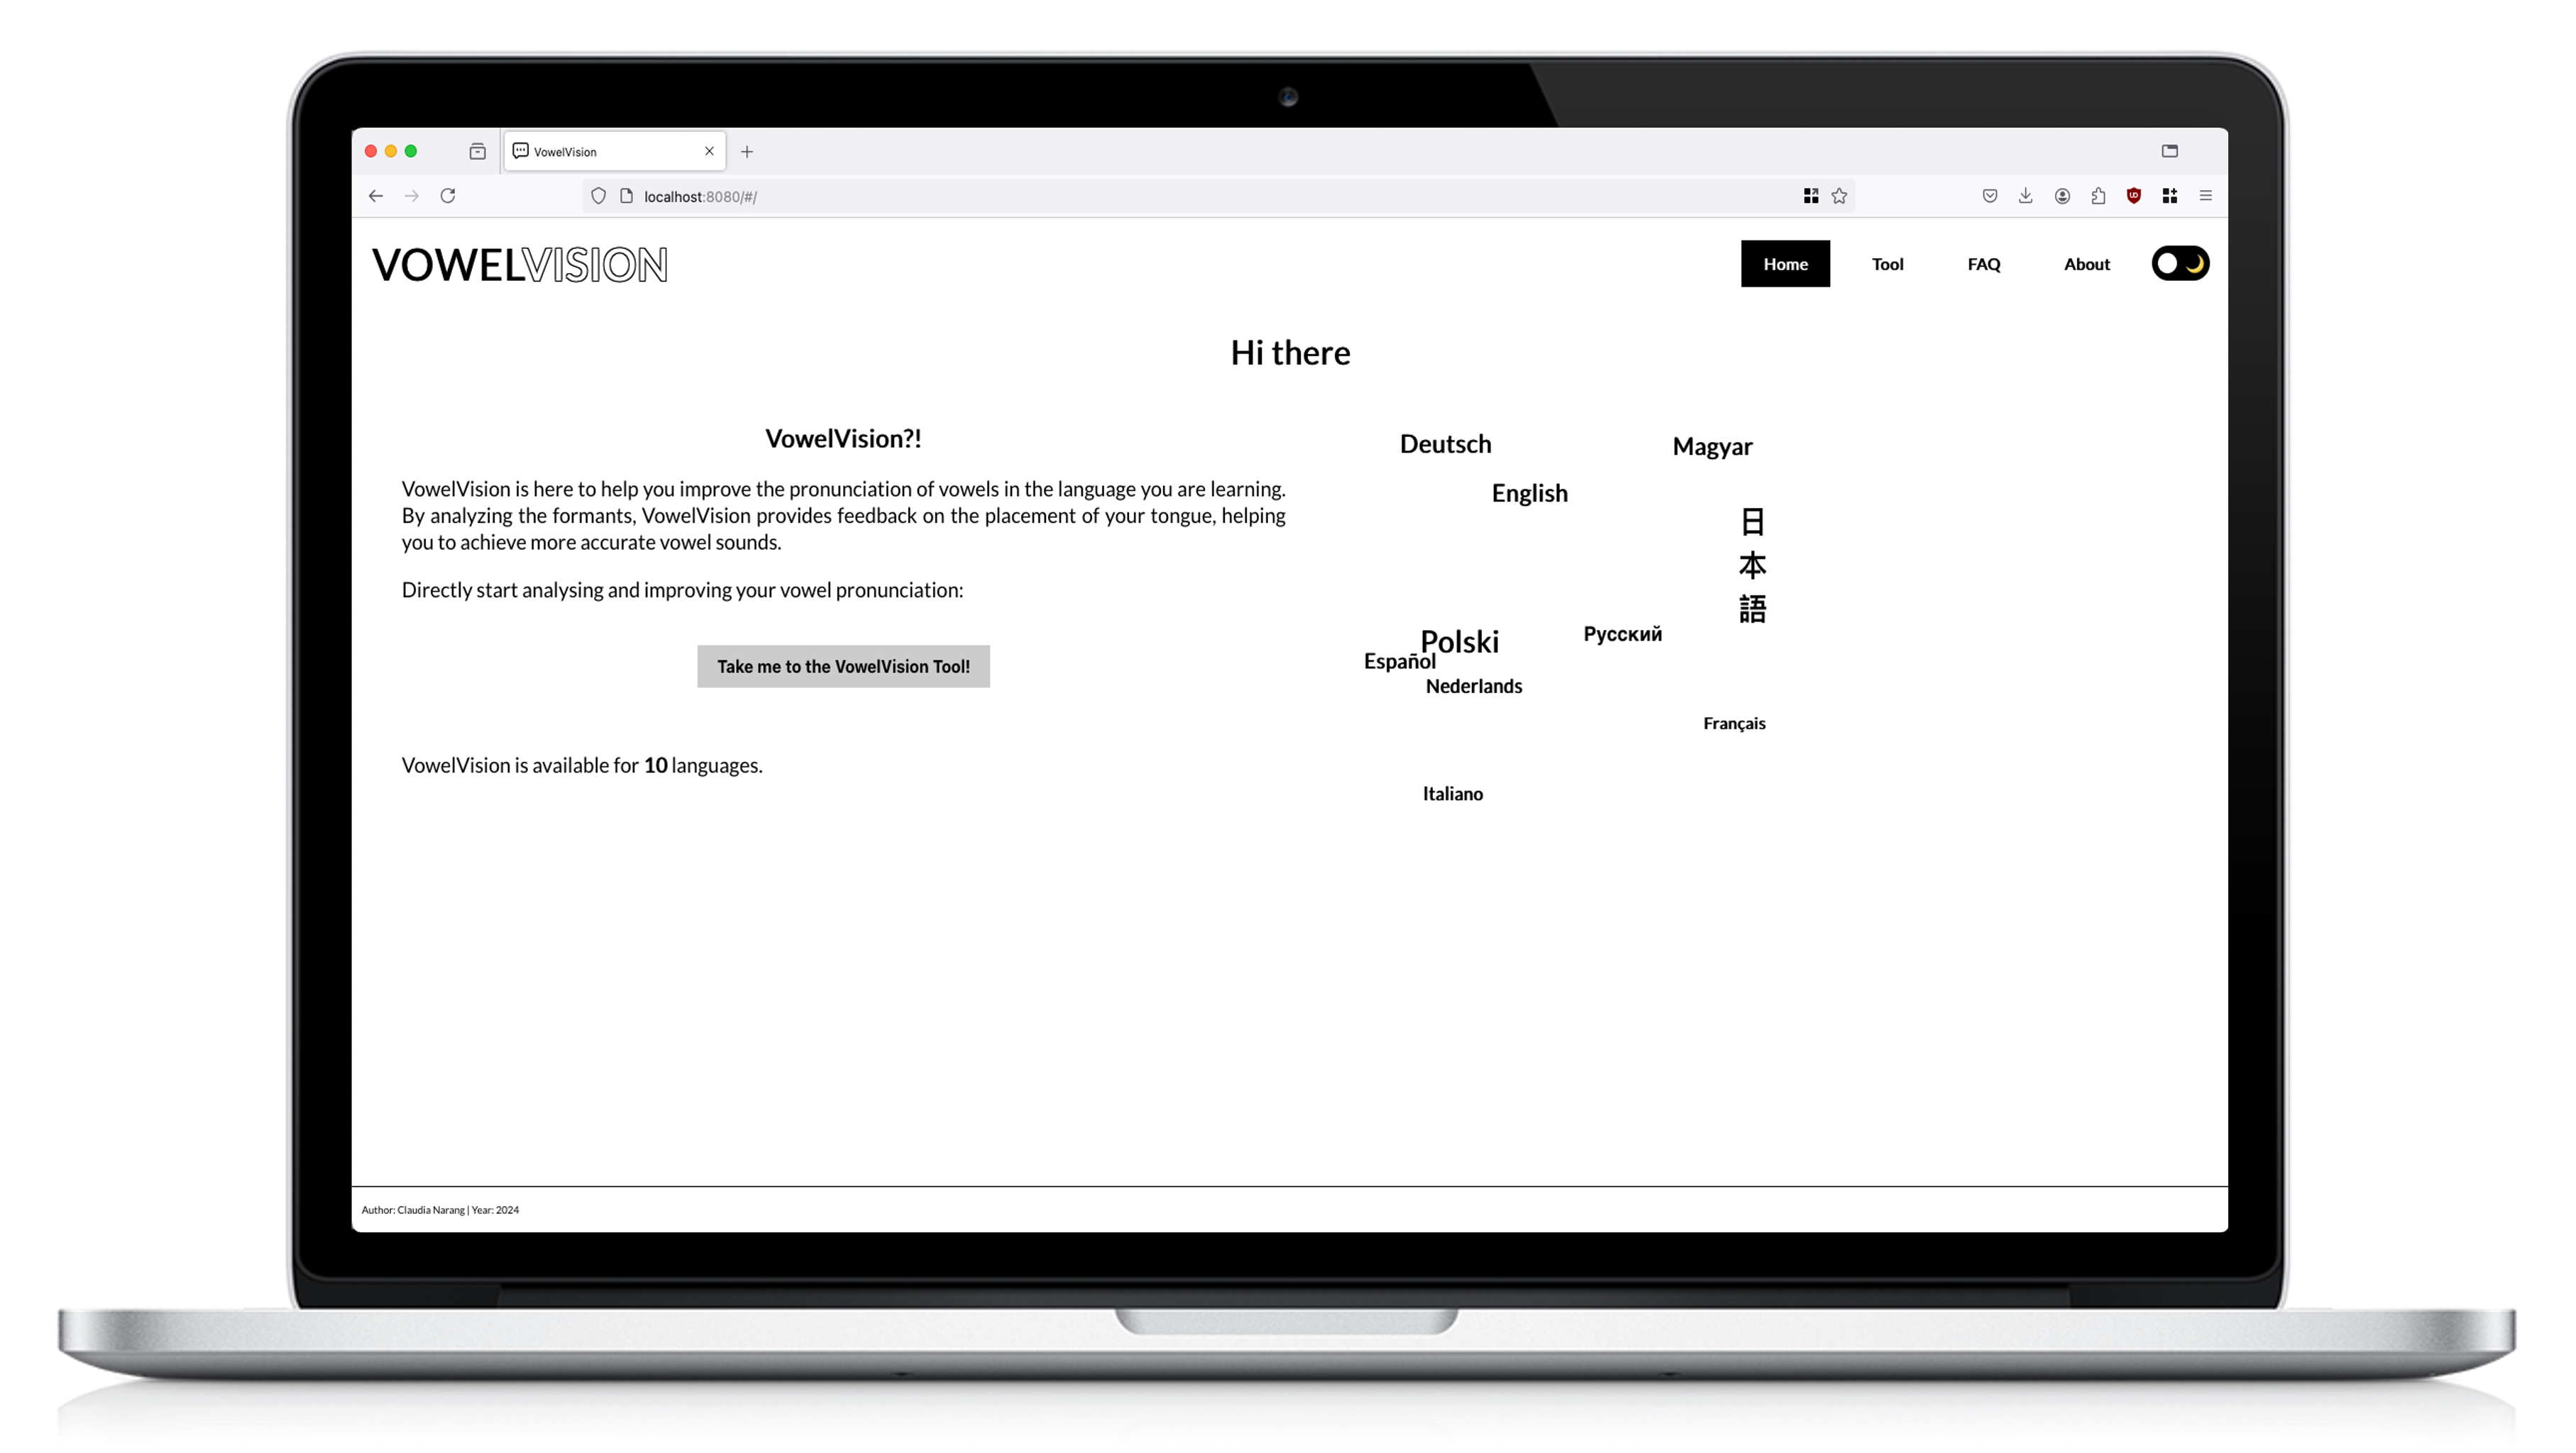 VowelVision
localhost:8080/#/
VOWELVISION
Home
Tool
FAQ
About
Hi there
VowelVision?!
VowelVision is here to help you improve the pronunciation of vowels in the language you are learning.
By analyzing the formants, VowelVision provides feedback on the placement of your tongue, helping
you to achieve more accurate vowel sounds.
Directly start analysing and improving your vowel pronunciation:
Take me to the VowelVision Tool!
VowelVision is available for 10 languages.
Deutsch
Magyar
English
日本語
Polski
Русский
Español
Nederlands
Français
Italiano
Author: Claudia Narang | Year: 2024